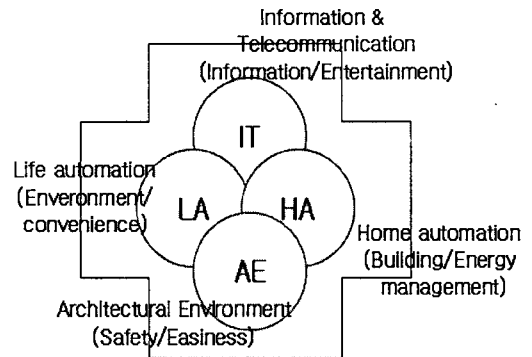 Information &
Telecommunication
(Information/Entertainment)
IT
Life automation
(Enveronment/
convenience)
LA
HA
Home automation
(Building/Energy
management)
AE
Architectural Environment
(Safety/Easiness)